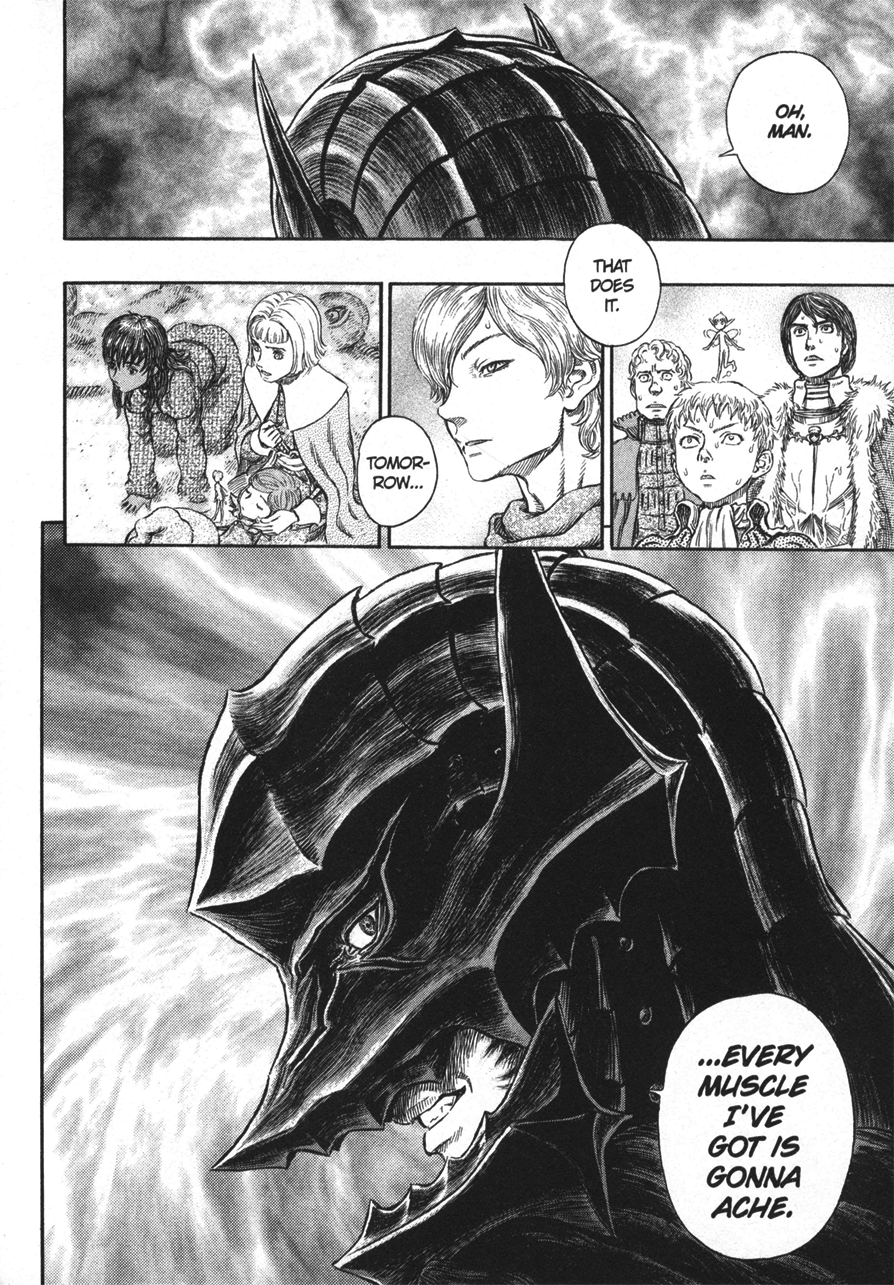 OH,
MAN.
THAT
DOES
IT.
TOMOR-
ROW...
...EVERY
MUSCLE
I'VE
GOT IS
GONNA
ACHE.